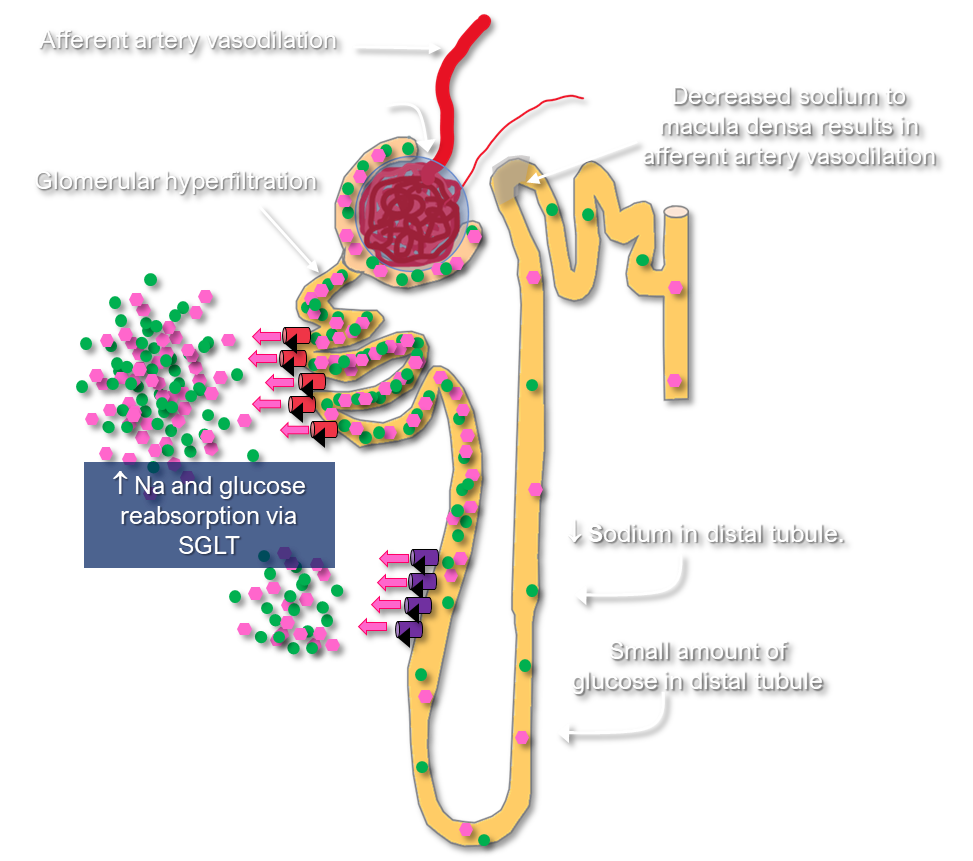 Afferent artery vasodilation
Decreased sodium to
macula densa results in
afferent artery vasodilation
Glomerular hyperfiltration
↑ Na and glucose
reabsorption via
SGLT
↓ Sodium in distal tubule.
Small amount of
glucose in distal tubule